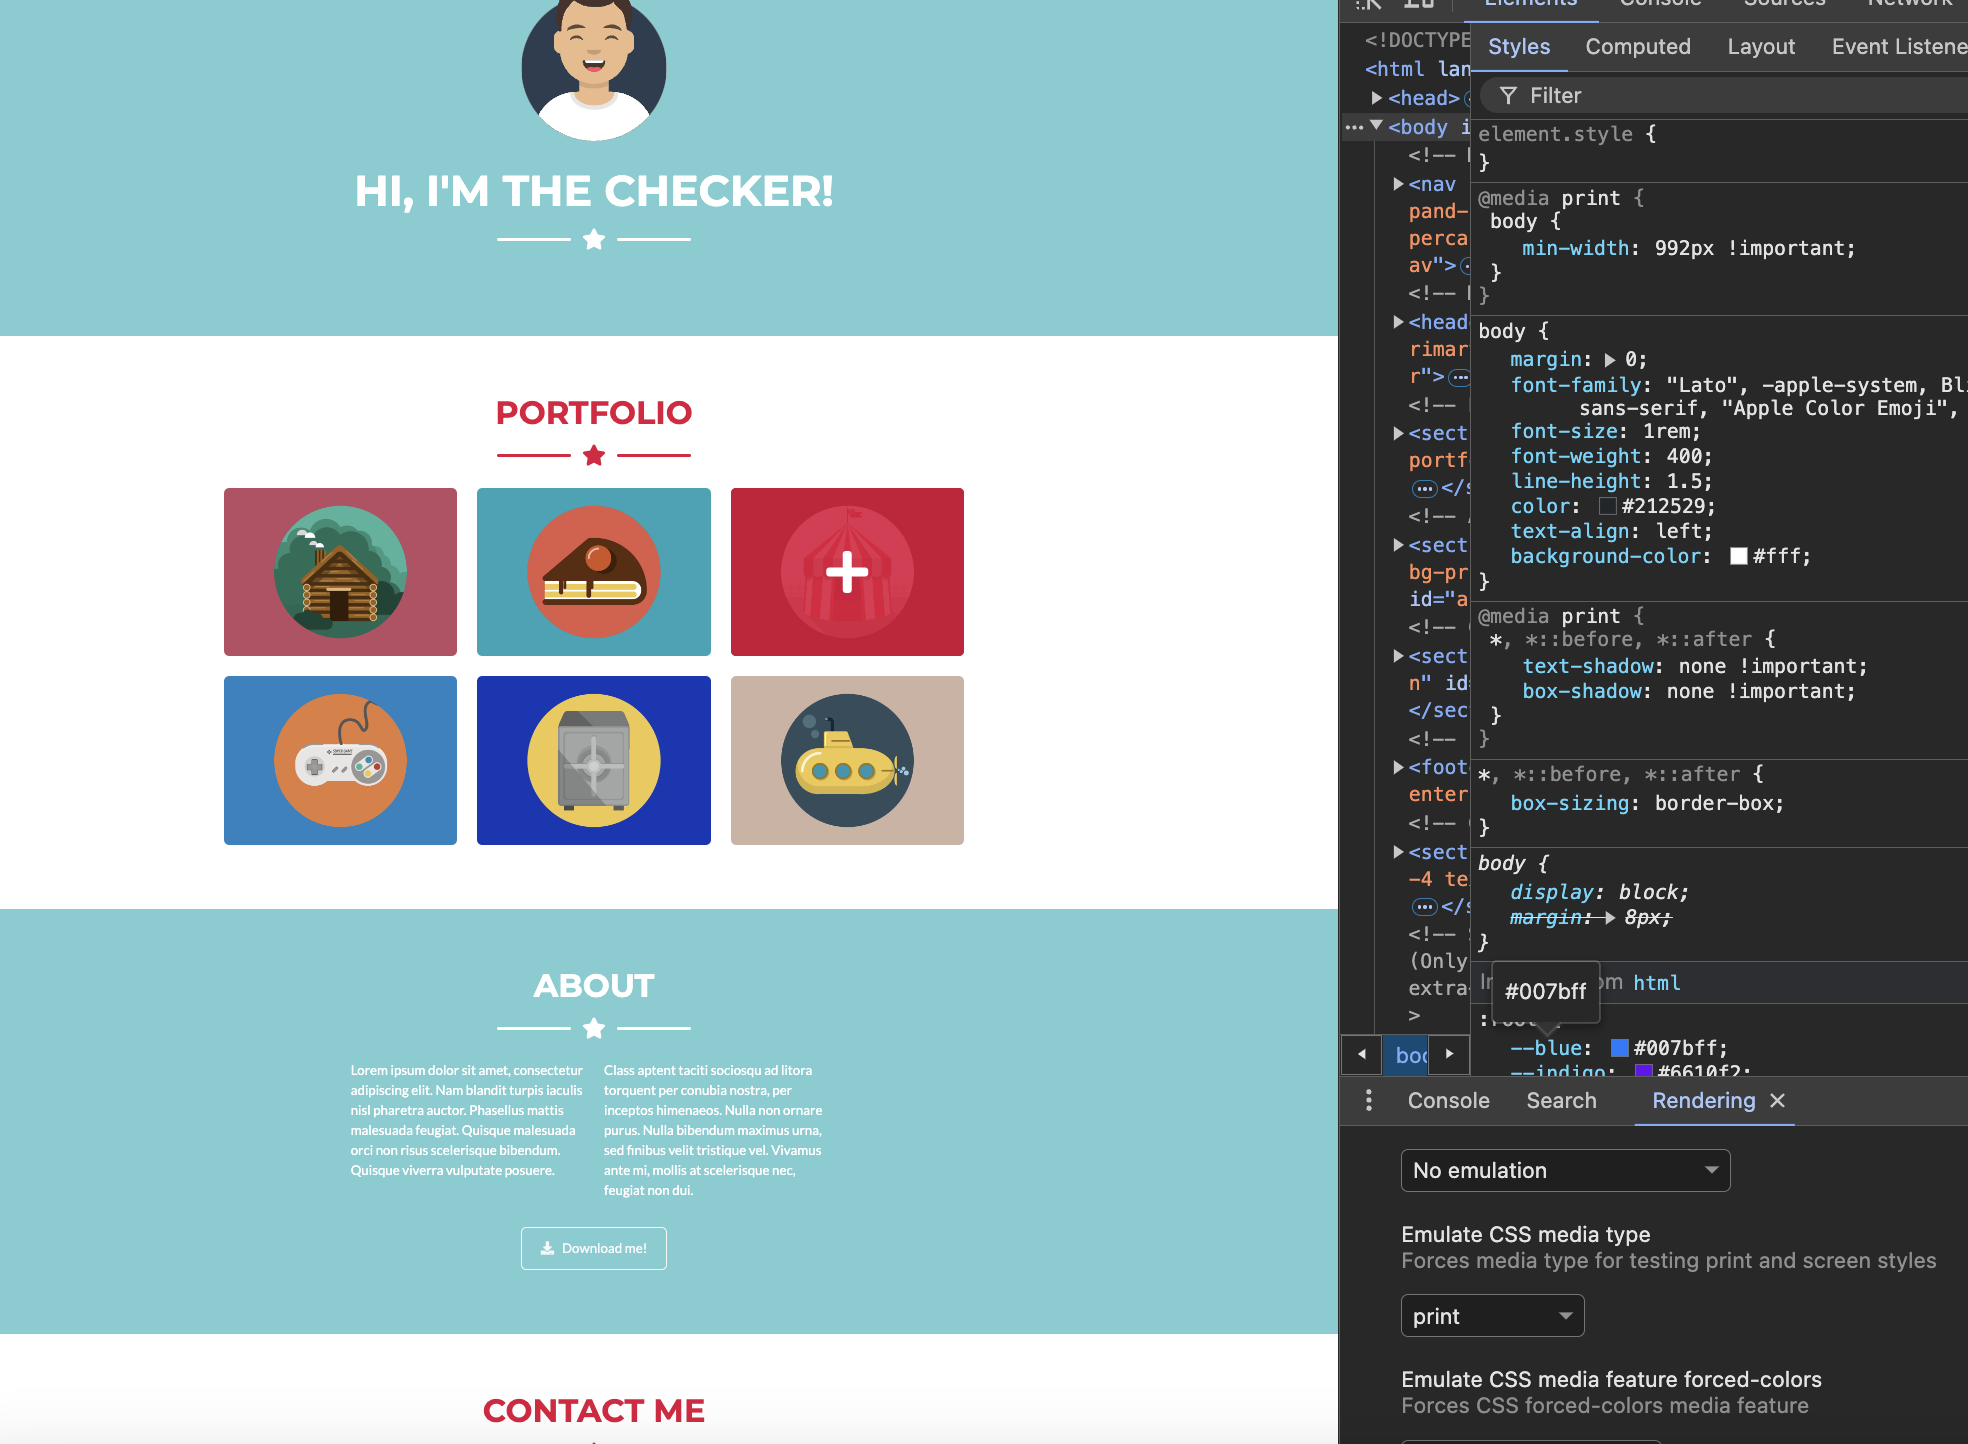 HI, I'M THE CHECKER!
PORTFOLIO
ABOUT
Lorem ipsum dolor sit amet, consectetur
adipiscing elit. Nam blandit turpis iaculis
nisl pharetra auctor. Phasellus mattis
malesuada feugiat. Quisque malesuada
orci non risus scelerisque bibendum.
Quisque viverra vulputate posuere.
Class aptent taciti sociosqu ad litora
torquent per conubia nostra, per
inceptos himenaeos. Nulla non ornare
purus. Nulla bibendum maximus urna,
sed finibus velit tristique vel. Vivamus
ante mi, mollis at scelerisque nec,
feugiat non dui.
Download me!
CONTACT ME
Elements Console Sources Network
<!DOCTYPE
<html lan
<head>
<body i
<!--
<nav
pand-
perca
av">
<!--
<head
rimar
r">
<!--
<sect
portf
</s
<!--
<sect
bg-pr
id="a
<!--
<sect
n" id
</sec
<!--
<foot
enter
<!--
<sect
-4 te
</s
<!--
(Only
extra-
>
boo
Styles Computed Layout Event Listene
Filter
element.style {
}
@media print {
body {
min-width: 992px !important;
}
}
body {
margin: 0;
font-family: "Lato", -apple-system, Bl
sans-serif, "Apple Color Emoji",
font-size: 1rem;
font-weight: 400;
line-height: 1.5;
color: #212529;
text-align: left;
background-color: #fff;
}
@media print {
*, *::before, *::after {
text-shadow: none !important;
box-shadow: none !important;
}
}
*, *::before, *::after {
box-sizing: border-box;
}
body {
display: block;
margin: 8px;
}
html
#007bff
--blue: #007bff;
--indigo: #6610f2;
Console Search Rendering
No emulation
Emulate CSS media type
Forces media type for testing print and screen styles
print
Emulate CSS media feature forced-colors
Forces CSS forced-colors media feature